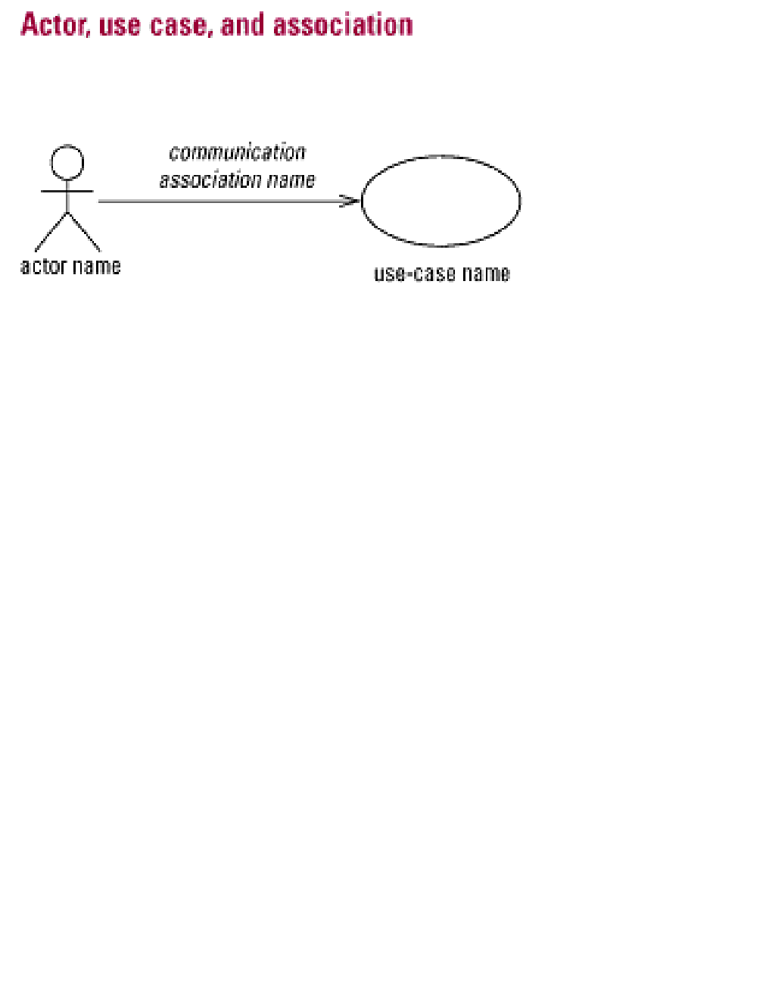 Actor, use case, and association
communication
association name
actor name
use-case name